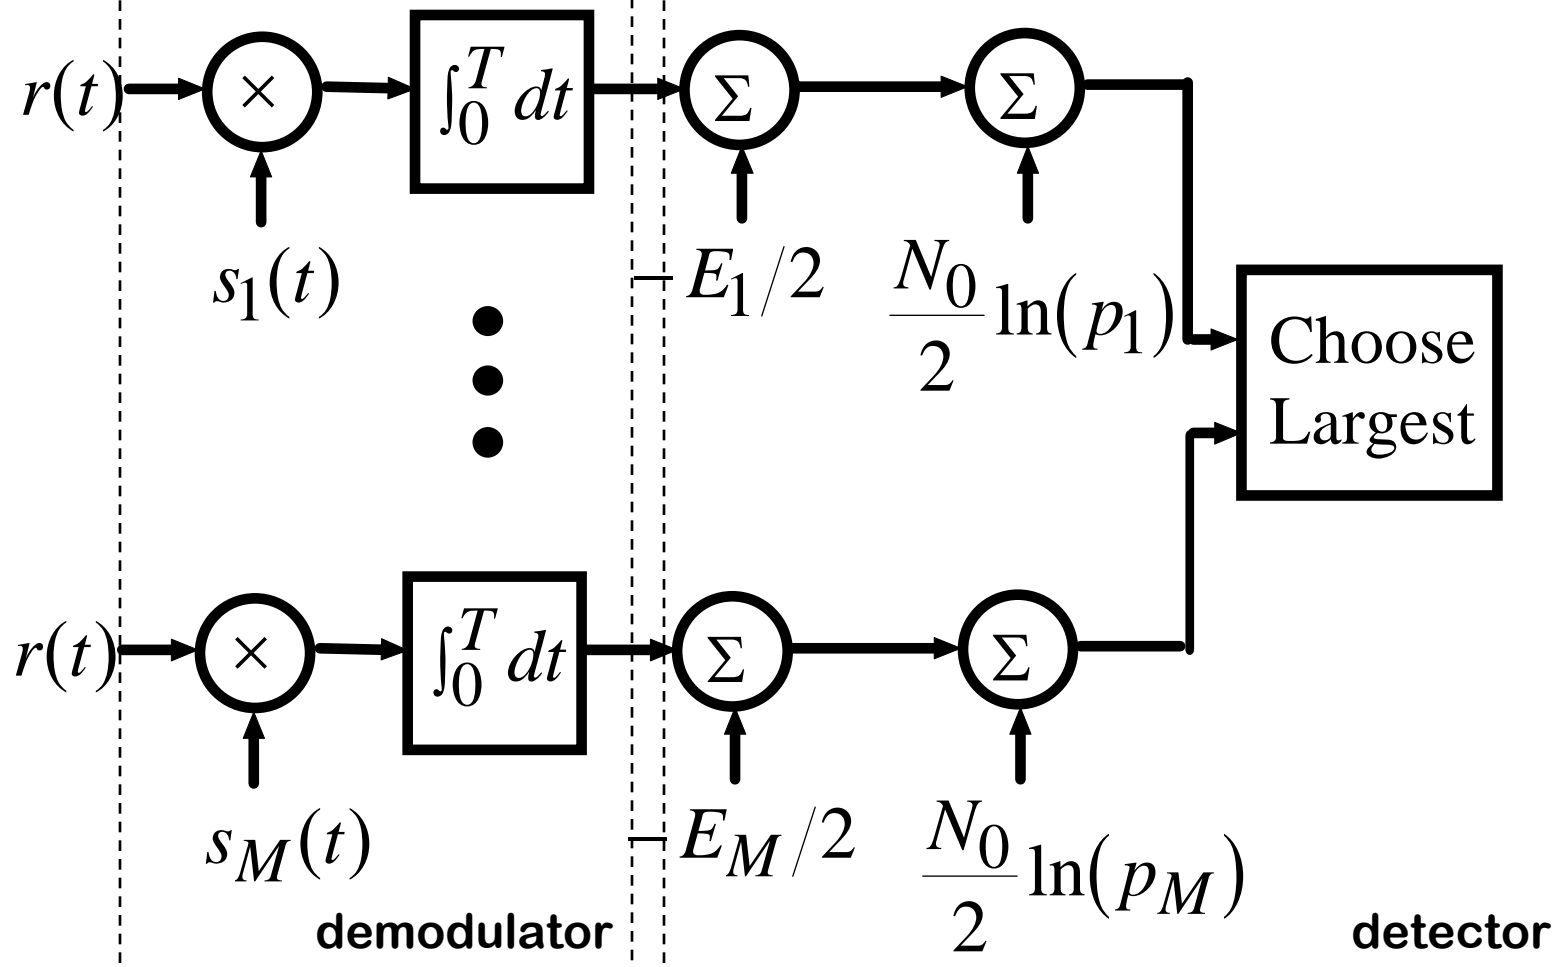 r(t) × ∫₀ᵀ dt Σ Σ
s₁(t) − E₁/2 N₀/2 ln(p₁)
Choose
Largest
r(t) × ∫₀ᵀ dt Σ Σ
s_M(t) − E_M/2 N₀/2 ln(p_M)
demodulator detector